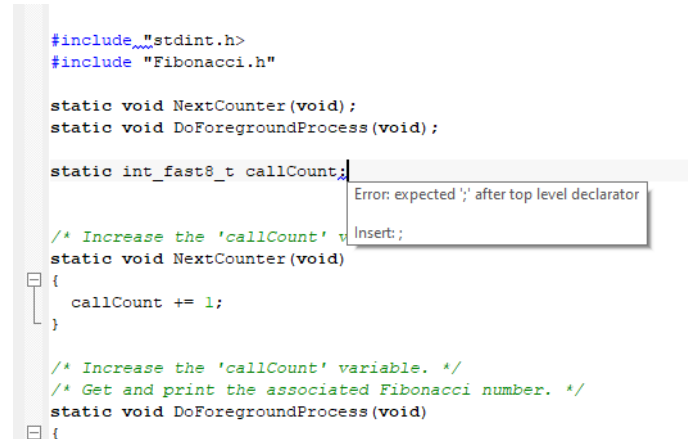 #include "stdint.h>
#include "Fibonacci.h"
static void NextCounter(void);
static void DoForegroundProcess(void);
static int_fast8_t callCount;
Error: expected ';' after top level declarator
Insert: ;
/* Increase the 'callCount' v
static void NextCounter(void)
{
callCount += 1;
}
/* Increase the 'callCount' variable. */
/* Get and print the associated Fibonacci number. */
static void DoForegroundProcess(void)
{